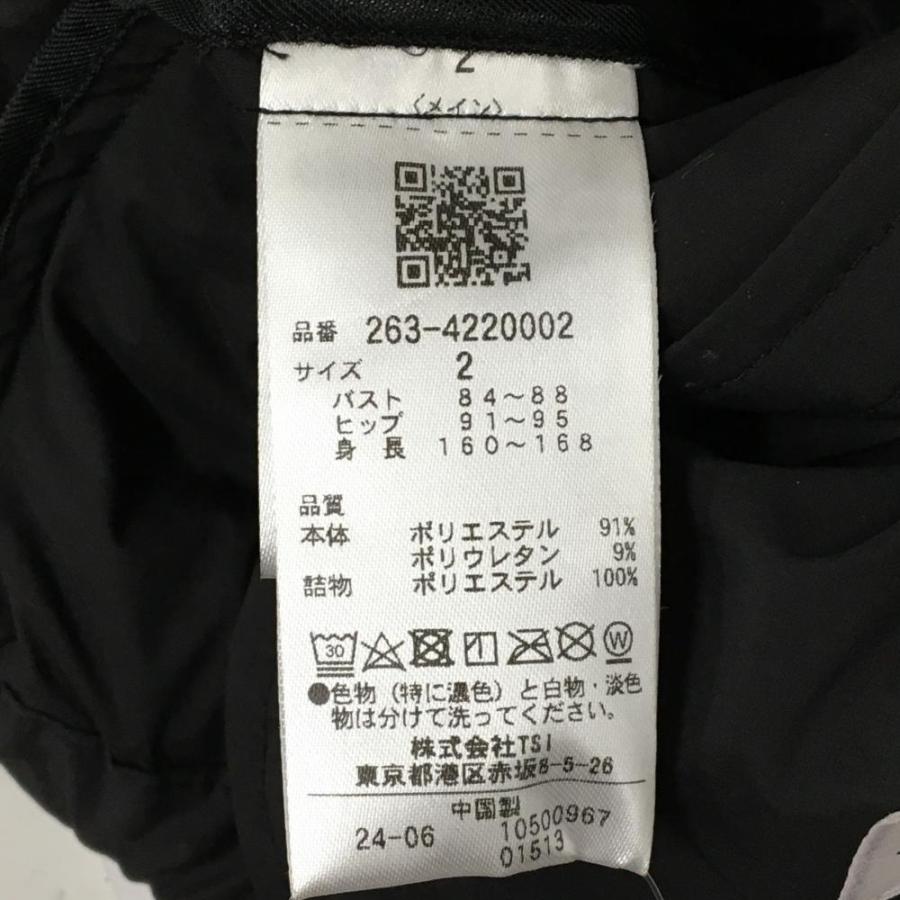 2
〈メイン〉
品番 263-4220002
サイズ 2
バスト 84〜88
ヒップ 91〜95
身長 160〜168
品質
本体 ポリエステル 91%
ポリウレタン 9%
詰物 ポリエステル 100%
30 W
●色物（特に濃色）と白物・淡色
物は分けて洗ってください。
株式会社TSI
東京都港区赤坂8-5-26
中国製
24-06 10500967
01513